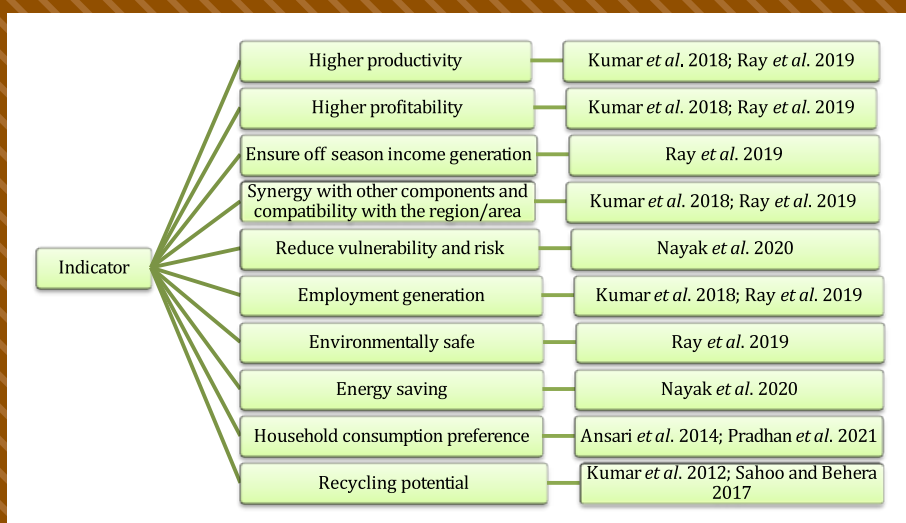 Indicator
Higher productivity
Kumar et al. 2018; Ray et al. 2019
Higher profitability
Kumar et al. 2018; Ray et al. 2019
Ensure off season income generation
Ray et al. 2019
Synergy with other components and
compatibility with the region/area
Kumar et al. 2018; Ray et al. 2019
Reduce vulnerability and risk
Nayak et al. 2020
Employment generation
Kumar et al. 2018; Ray et al. 2019
Environmentally safe
Ray et al. 2019
Energy saving
Nayak et al. 2020
Household consumption preference
Ansari et al. 2014; Pradhan et al. 2021
Recycling potential
Kumar et al. 2012; Sahoo and Behera
2017